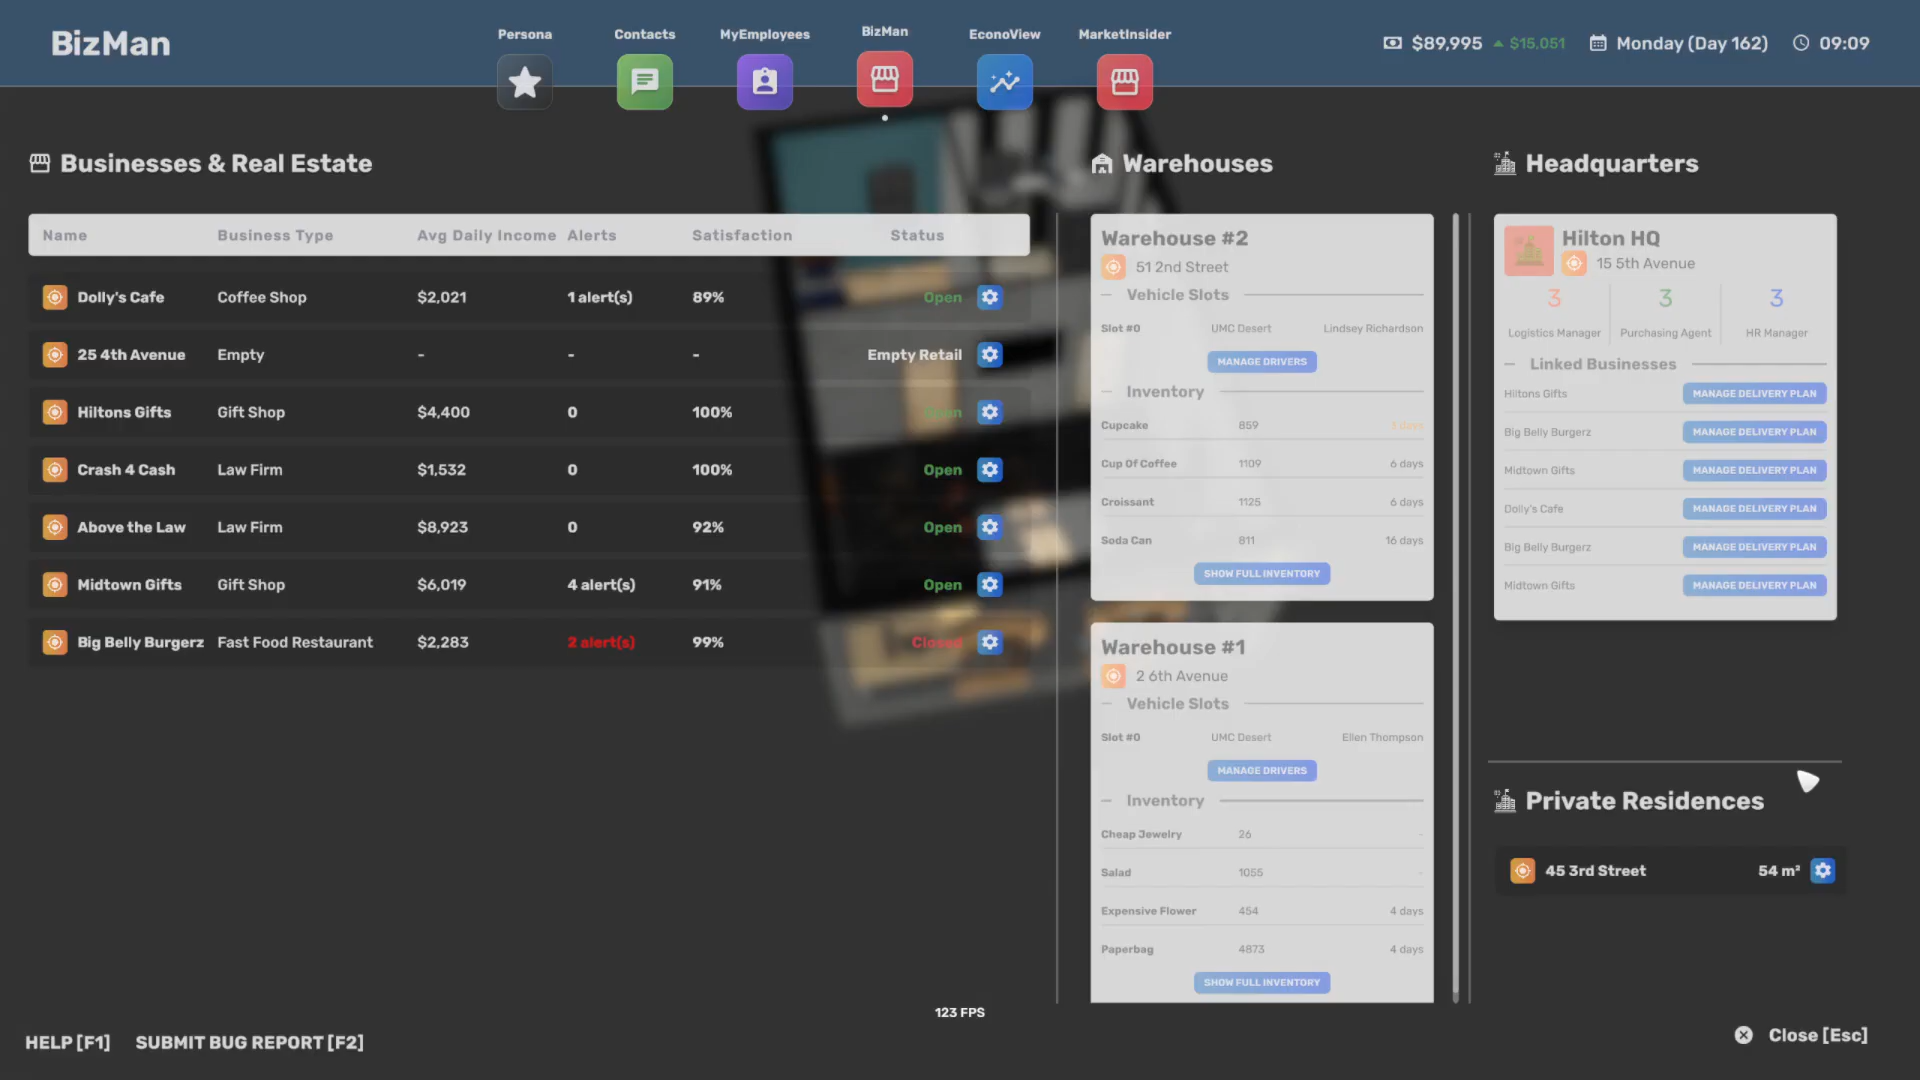 BizMan
Persona
Contacts
MyEmployees
BizMan
EconoView
MarketInsider
$89,995 $15,051 Monday (Day 162) 09:09
Businesses & Real Estate
Name Business Type Avg Daily Income Alerts Satisfaction Status
Dolly's Cafe Coffee Shop $2,021 1 alert(s) 89% Open
25 4th Avenue Empty - - - Empty Retail
Hiltons Gifts Gift Shop $4,400 0 100% Open
Crash 4 Cash Law Firm $1,532 0 100% Open
Above the Law Law Firm $8,923 0 92% Open
Midtown Gifts Gift Shop $6,019 4 alert(s) 91% Open
Big Belly Burgerz Fast Food Restaurant $2,283 2 alert(s) 99% Closed
Warehouses
Warehouse #2
51 2nd Street
Vehicle Slots
Slot #0 UMC Desert Lindsey Richardson
MANAGE DRIVERS
Inventory
Cupcake 859
Cup Of Coffee 1109 6 days
Croissant 1125 6 days
Soda Can 811 16 days
SHOW FULL INVENTORY
Warehouse #1
2 6th Avenue
Vehicle Slots
Slot #0 UMC Desert Ellen Thompson
MANAGE DRIVERS
Inventory
Cheap Jewelry 26 -
Salad 1055 -
Expensive Flower 454 4 days
Paperbag 4873 4 days
SHOW FULL INVENTORY
Headquarters
Hilton HQ
15 5th Avenue
3 3 3
Logistics Manager Purchasing Agent HR Manager
Linked Businesses
Hiltons Gifts MANAGE DELIVERY PLAN
Big Belly Burgerz MANAGE DELIVERY PLAN
Midtown Gifts MANAGE DELIVERY PLAN
Dolly's Cafe MANAGE DELIVERY PLAN
Big Belly Burgerz MANAGE DELIVERY PLAN
Midtown Gifts MANAGE DELIVERY PLAN
Private Residences
45 3rd Street 54 m²
123 FPS
HELP [F1] SUBMIT BUG REPORT [F2]
Close [Esc]